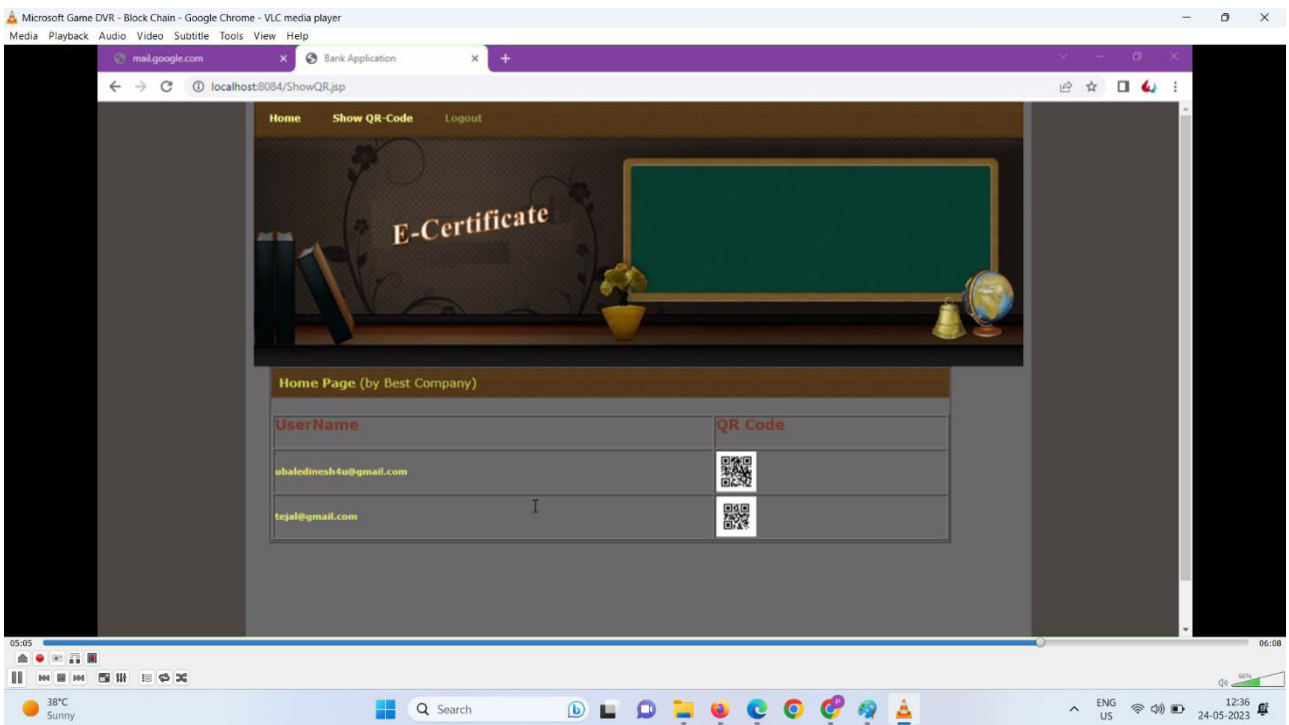 Microsoft Game DVR - Block Chain - Google Chrome - VLC media player
Media Playback Audio Video Subtitle Tools View Help
mail.google.com Bank Application
localhost:8084/ShowQR.jsp
Home Show QR-Code Logout
E-Certificate
Home Page (by Best Company)
UserName QR Code
ubaledinesh4u@gmail.com
tejal@gmail.com
05:05 06:08
66%
38°C
Sunny
Search
ENG
US
12:36
24-05-2023